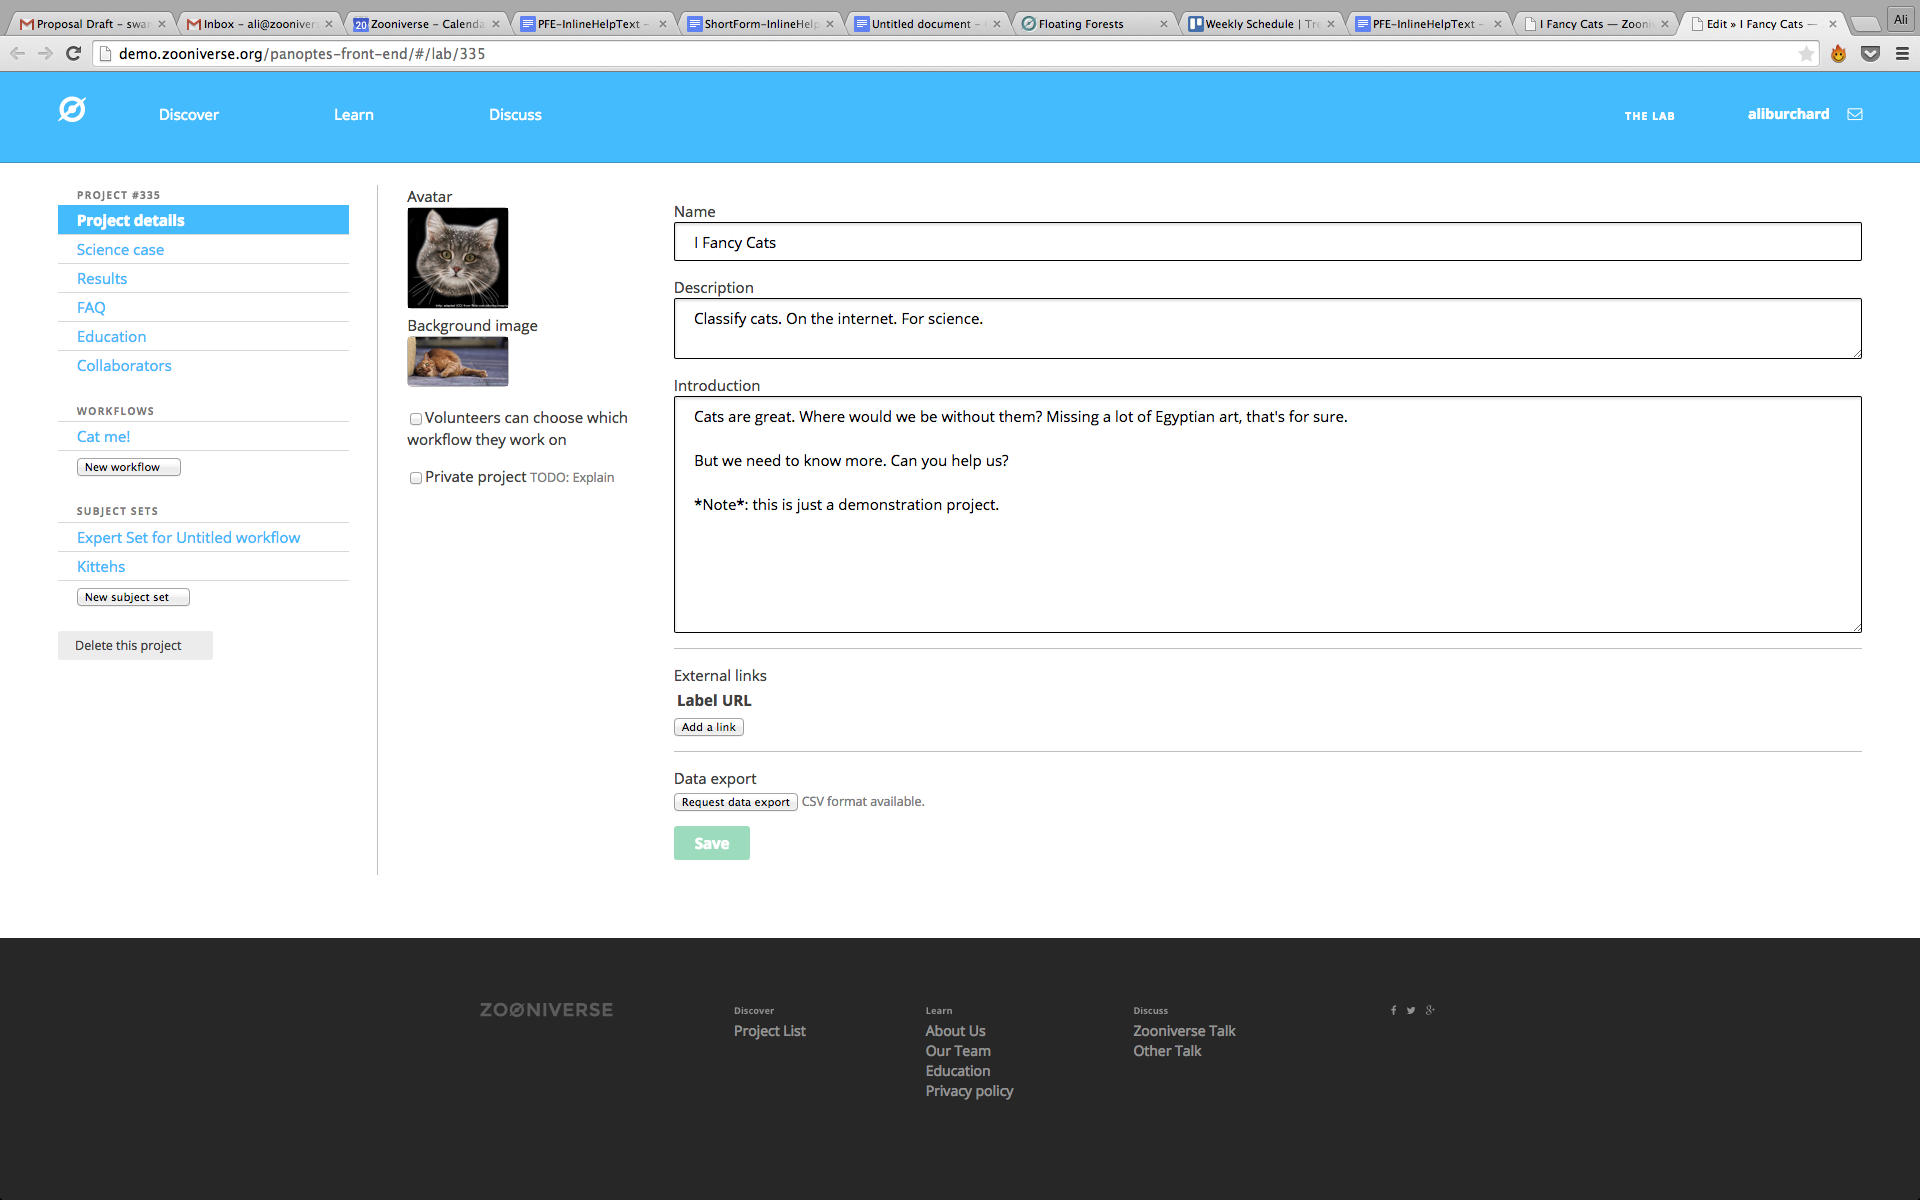 Proposal Draft – swan
Inbox – ali@zoonivers
20 Zooniverse – Calenda
PFE-InlineHelpText –
ShortForm-InlineHelp
Untitled document –
Floating Forests
Weekly Schedule | Tre
PFE-InlineHelpText –
I Fancy Cats — Zooni
Edit » I Fancy Cats —
Ali
demo.zooniverse.org/panoptes-front-end/#/lab/335
Discover
Learn
Discuss
THE LAB
aliburchard
PROJECT #335
Project details
Science case
Results
FAQ
Education
Collaborators
WORKFLOWS
Cat me!
New workflow
SUBJECT SETS
Expert Set for Untitled workflow
Kittehs
New subject set
Delete this project
Avatar
Background image
Volunteers can choose which
workflow they work on
Private project TODO: Explain
Name
I Fancy Cats
Description
Classify cats. On the internet. For science.
Introduction
Cats are great. Where would we be without them? Missing a lot of Egyptian art, that's for sure.
But we need to know more. Can you help us?
*Note*: this is just a demonstration project.
External links
Label URL
Add a link
Data export
Request data export CSV format available.
Save
ZOONIVERSE
Discover
Project List
Learn
About Us
Our Team
Education
Privacy policy
Discuss
Zooniverse Talk
Other Talk